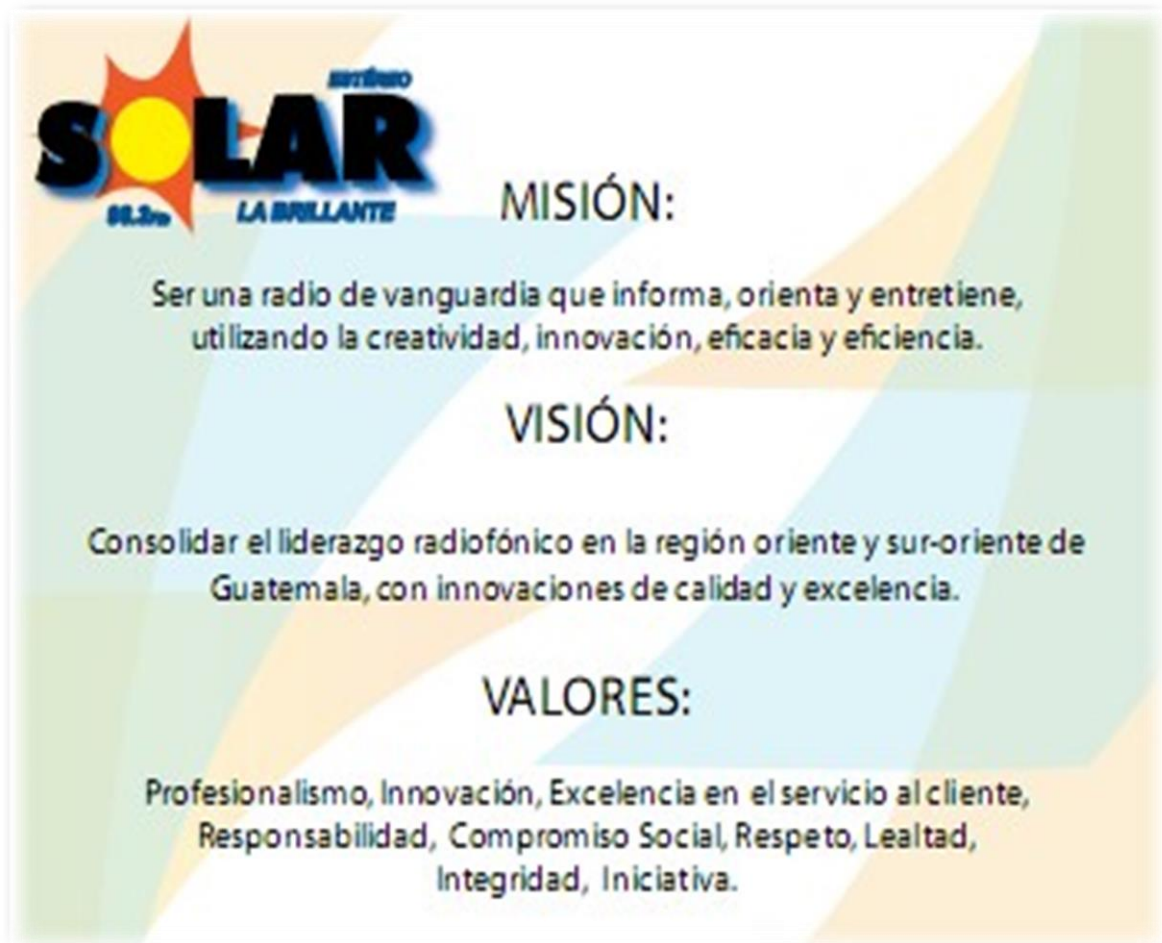 ESTÉREO
SOLAR
LA BRILLANTE
MISIÓN:
Ser una radio de vanguardia que informa, orienta y entretiene,
utilizando la creatividad, innovación, eficacia y eficiencia.
VISIÓN:
Consolidar el liderazgo radiofónico en la región oriente y sur-oriente de
Guatemala, con innovaciones de calidad y excelencia.
VALORES:
Profesionalismo, Innovación, Excelencia en el servicio al cliente,
Responsabilidad, Compromiso Social, Respeto, Lealtad,
Integridad, Iniciativa.